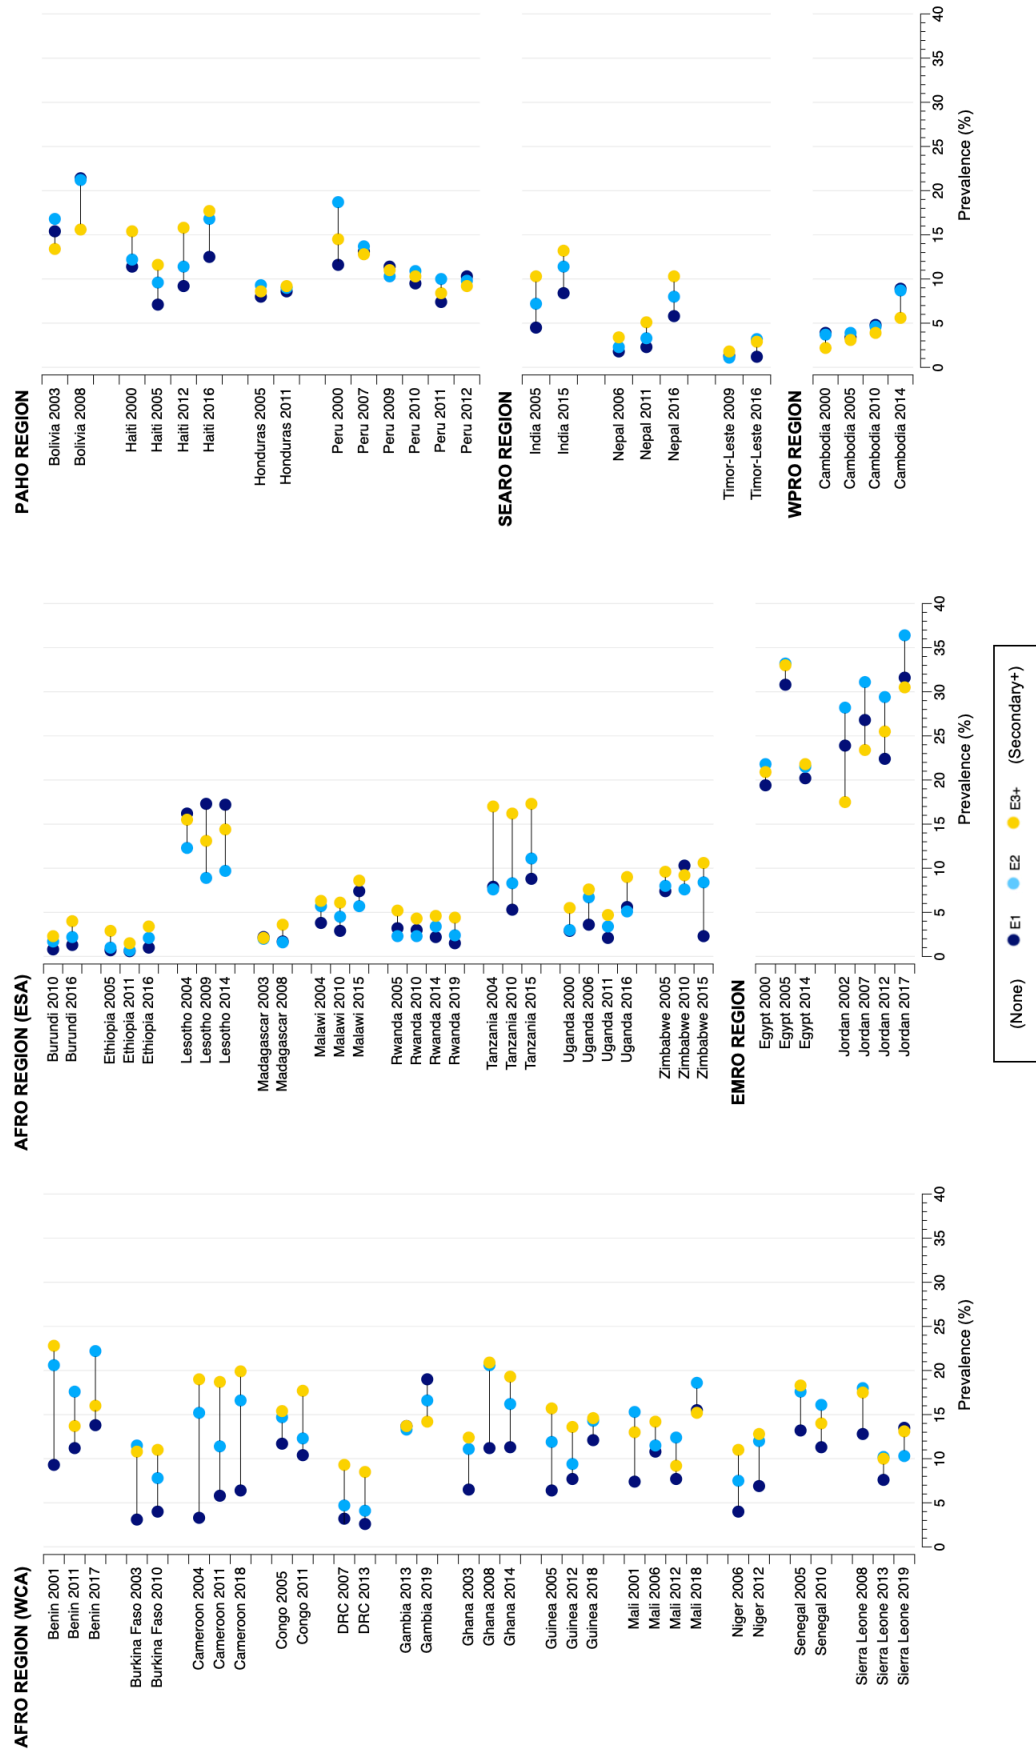 AFRO REGION (WCA)
Benin 2001
Benin 2011
Benin 2017
Burkina Faso 2003
Burkina Faso 2010
Cameroon 2004
Cameroon 2011
Cameroon 2018
Congo 2005
Congo 2011
DRC 2007
DRC 2013
Gambia 2013
Gambia 2019
Ghana 2003
Ghana 2008
Ghana 2014
Guinea 2005
Guinea 2012
Guinea 2018
Mali 2001
Mali 2006
Mali 2012
Mali 2018
Niger 2006
Niger 2012
Senegal 2005
Senegal 2010
Sierra Leone 2008
Sierra Leone 2013
Sierra Leone 2019
0 5 10 15 20 25 30 35 40
Prevalence (%)
AFRO REGION (ESA)
Burundi 2010
Burundi 2016
Ethiopia 2005
Ethiopia 2011
Ethiopia 2016
Lesotho 2004
Lesotho 2009
Lesotho 2014
Madagascar 2003
Madagascar 2008
Malawi 2004
Malawi 2010
Malawi 2015
Rwanda 2005
Rwanda 2010
Rwanda 2014
Rwanda 2019
Tanzania 2004
Tanzania 2010
Tanzania 2015
Uganda 2000
Uganda 2006
Uganda 2011
Uganda 2016
Zimbabwe 2005
Zimbabwe 2010
Zimbabwe 2015
EMRO REGION
Egypt 2000
Egypt 2005
Egypt 2014
Jordan 2002
Jordan 2007
Jordan 2012
Jordan 2017
0 5 10 15 20 25 30 35 40
Prevalence (%)
PAHO REGION
Bolivia 2003
Bolivia 2008
Haiti 2000
Haiti 2005
Haiti 2012
Haiti 2016
Honduras 2005
Honduras 2011
Peru 2000
Peru 2007
Peru 2009
Peru 2010
Peru 2011
Peru 2012
SEARO REGION
India 2005
India 2015
Nepal 2006
Nepal 2011
Nepal 2016
Timor-Leste 2009
Timor-Leste 2016
WPRO REGION
Cambodia 2000
Cambodia 2005
Cambodia 2010
Cambodia 2014
0 5 10 15 20 25 30 35 40
Prevalence (%)
(None) E1 E2 E3+ (Secondary+)